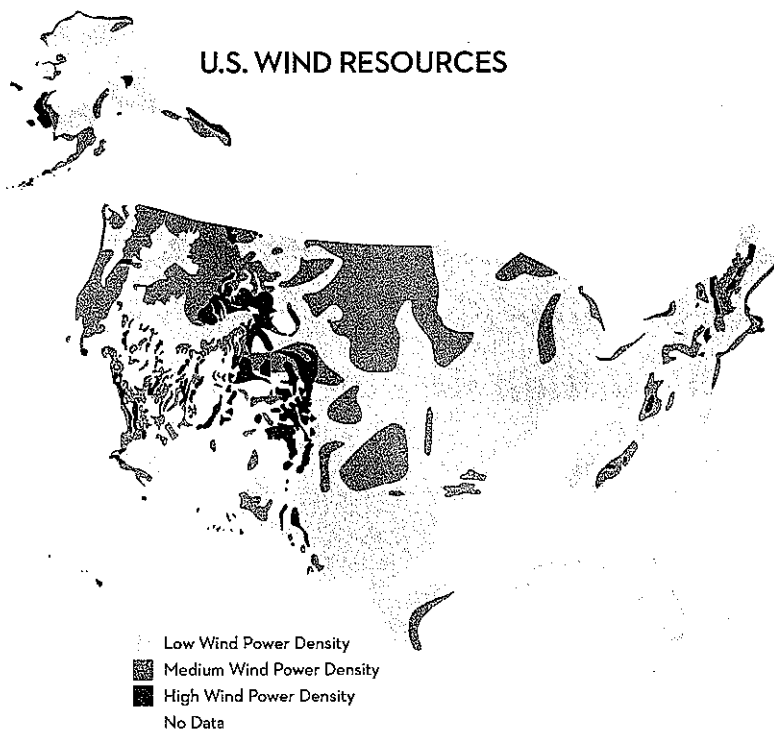 U.S. WIND RESOURCES
Low Wind Power Density
Medium Wind Power Density
High Wind Power Density
No Data